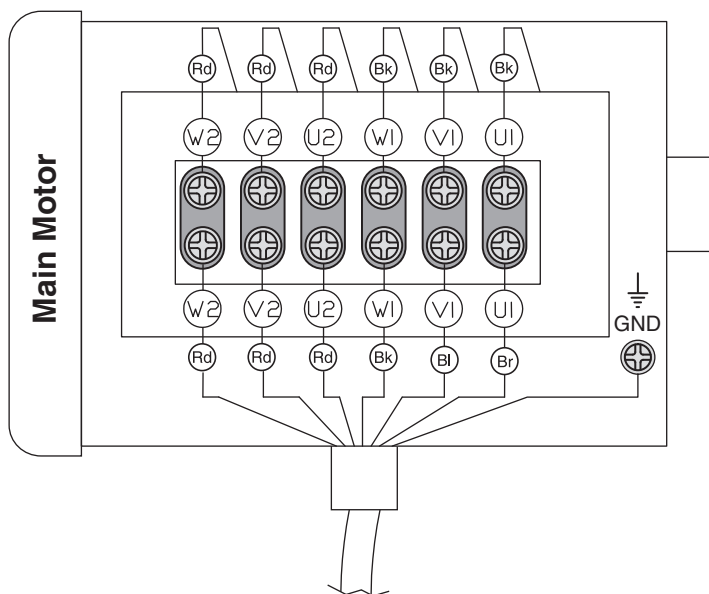 Main Motor
Rd Rd Rd Bk Bk Bk
W2 V2 U2 W1 V1 U1
W2 V2 U2 W1 V1 U1
GND
Rd Rd Rd Bk Bl Br